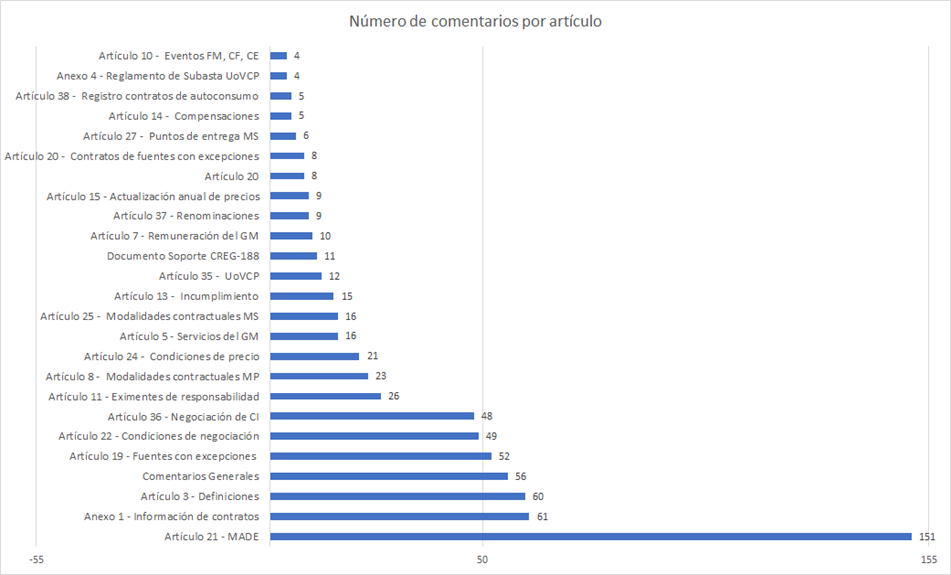 Número de comentarios por artículo
Artículo 10 - Eventos FM, CF, CE 4
Anexo 4 - Reglamento de Subasta UoVCP 4
Artículo 38 - Registro contratos de autoconsumo 5
Artículo 14 - Compensaciones 5
Artículo 27 - Puntos de entrega MS 6
Artículo 20 - Contratos de fuentes con excepciones 8
Artículo 20 8
Artículo 15 - Actualización anual de precios 9
Artículo 37 - Renominaciones 9
Artículo 7 - Remuneración del GM 10
Documento Soporte CREG-188 11
Artículo 35 - UoVCP 12
Artículo 13 - Incumplimiento 15
Artículo 25 - Modalidades contractuales MS 16
Artículo 5 - Servicios del GM 16
Artículo 24 - Condiciones de precio 21
Artículo 8 - Modalidades contractuales MP 23
Artículo 11 - Eximentes de responsabilidad 26
Artículo 36 - Negociación de CI 48
Artículo 22 - Condiciones de negociación 49
Artículo 19 - Fuentes con excepciones 52
Comentarios Generales 56
Artículo 3 - Definiciones 60
Anexo 1 - Información de contratos 61
Artículo 21 - MADE 151
-55 50 155